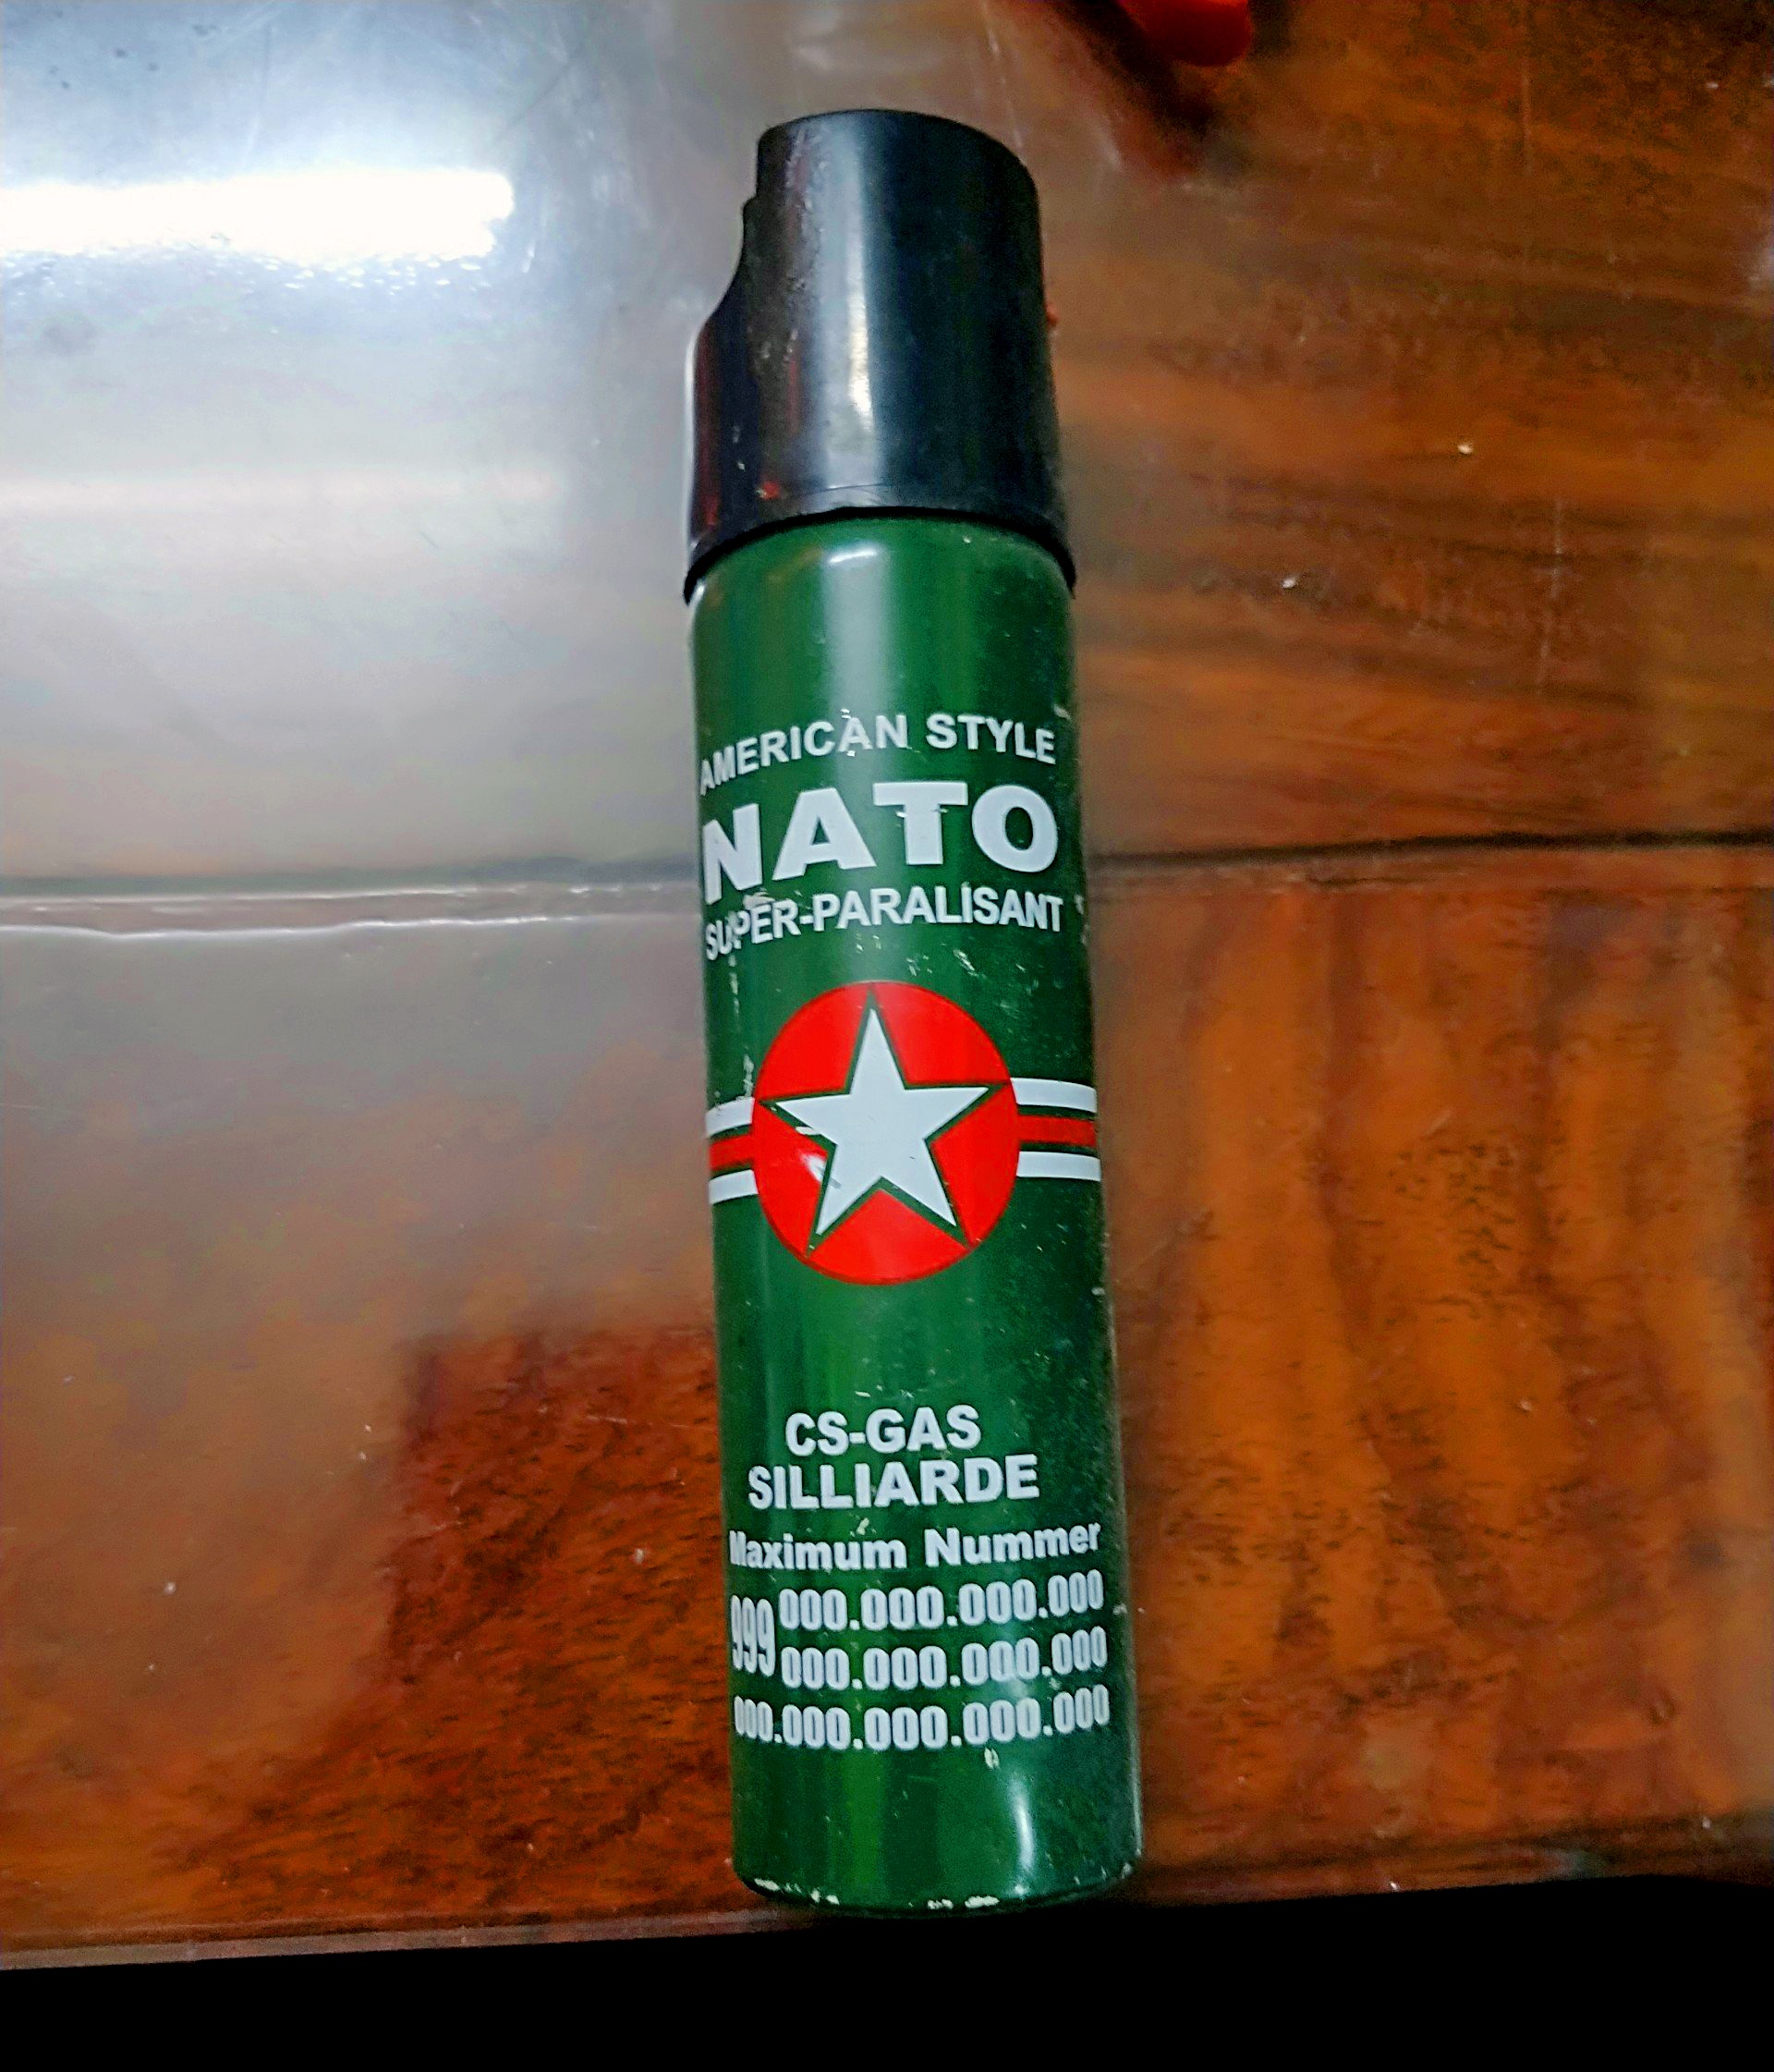 AMERICAN STYLE
NATO
SUPER-PARALISANT
CS-GAS
SILLIARDE
Maximum Nummer
999 000.000.000.000
000.000.000.000
000.000.000.000.000